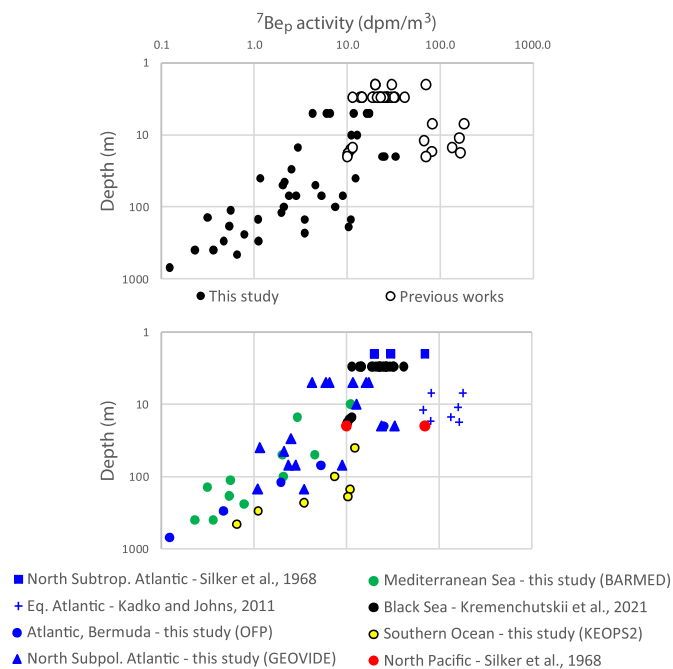 ⁷Beₚ activity (dpm/m³)
0.1 1.0 10.0 100.0 1000.0
1
10
100
1000
Depth (m)
This study Previous works
1
10
100
1000
Depth (m)
North Subtrop. Atlantic - Silker et al., 1968
Eq. Atlantic - Kadko and Johns, 2011
Atlantic, Bermuda - this study (OFP)
North Subpol. Atlantic - this study (GEOVIDE)
Mediterranean Sea - this study (BARMED)
Black Sea - Kremenchutskii et al., 2021
Southern Ocean - this study (KEOPS2)
North Pacific - Silker et al., 1968